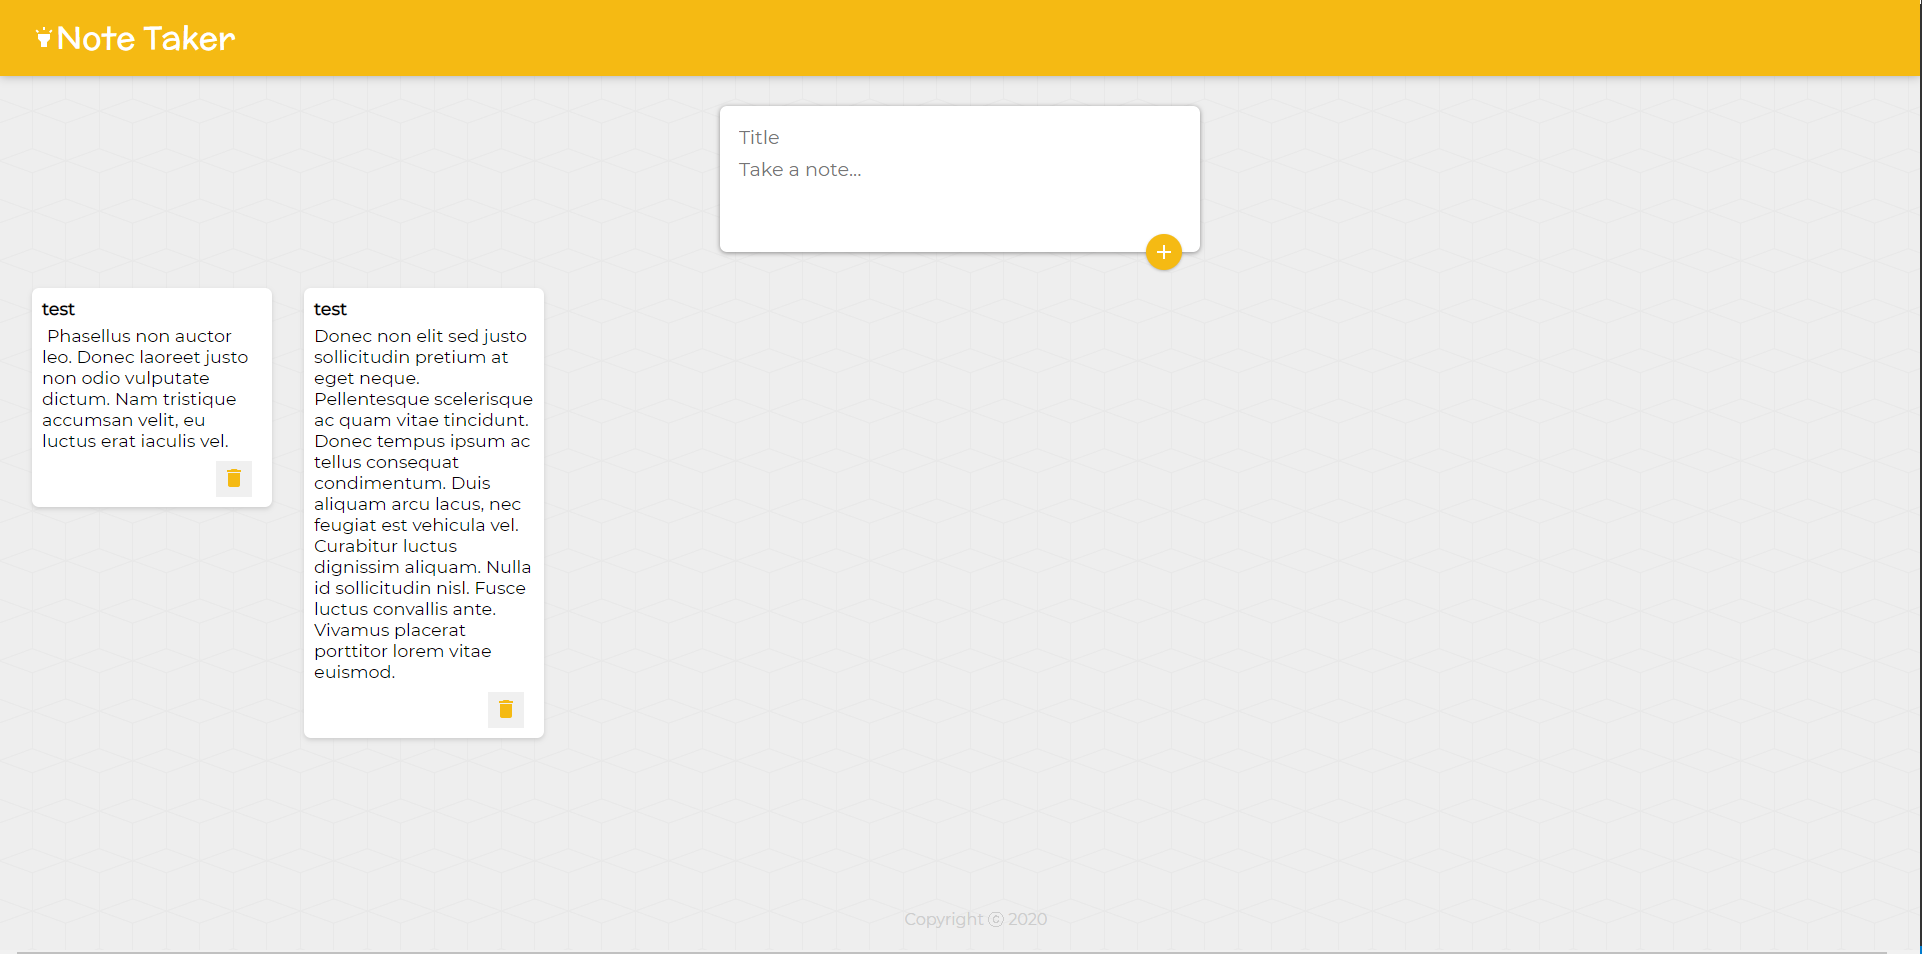 Note Taker
Title
Take a note...
test
Phasellus non auctor
leo. Donec laoreet justo
non odio vulputate
dictum. Nam tristique
accumsan velit, eu
luctus erat iaculis vel.
test
Donec non elit sed justo
sollicitudin pretium at
eget neque.
Pellentesque scelerisque
ac quam vitae tincidunt.
Donec tempus ipsum ac
tellus consequat
condimentum. Duis
aliquam arcu lacus, nec
feugiat est vehicula vel.
Curabitur luctus
dignissim aliquam. Nulla
id sollicitudin nisl. Fusce
luctus convallis ante.
Vivamus placerat
porttitor lorem vitae
euismod.
Copyright ⓒ 2020